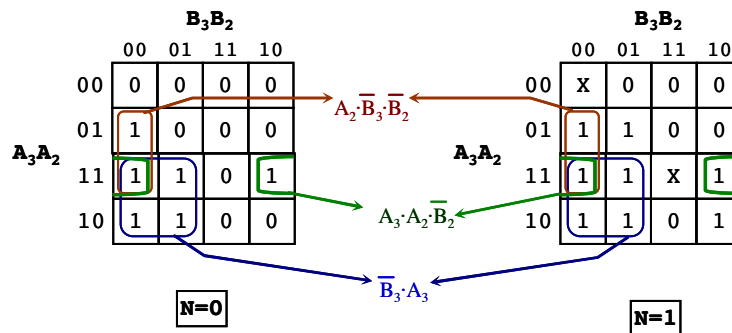 B₃B₂ B₃B₂
00 01 11 10 00 01 11 10
00 0 0 0 0 00 X 0 0 0
A₂·B̅₃·B̅₂
01 1 0 0 0 01 1 1 0 0
A₃A₂ A₃A₂
11 1 1 0 1 11 1 1 X 1
A₃·A₂·B̅₂
10 1 1 0 0 10 1 1 0 1
B̅₃·A₃
N=0 N=1